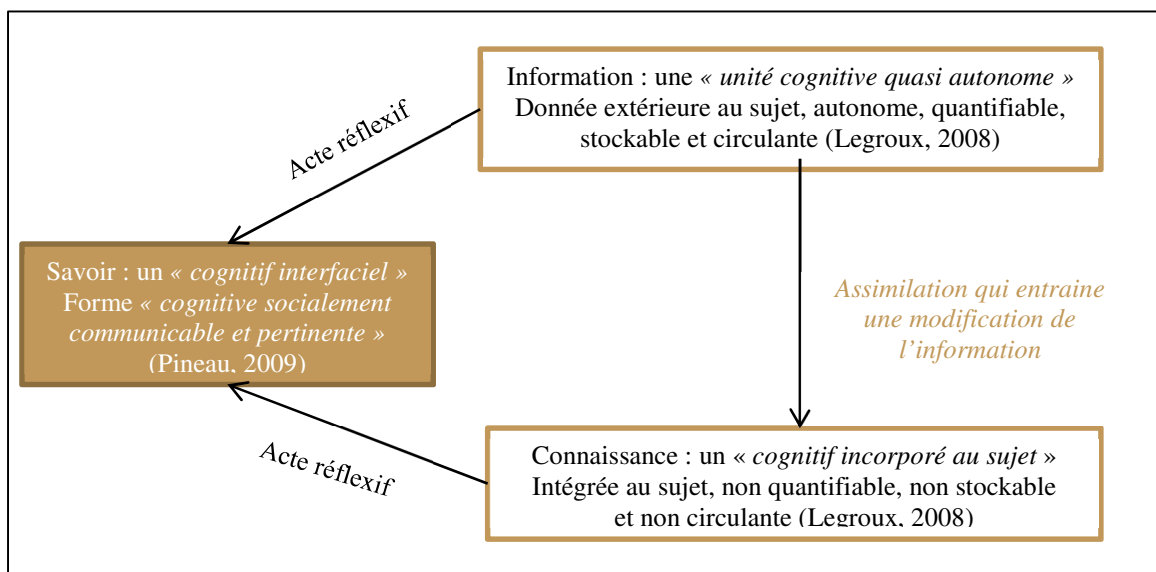 Information : une « unité cognitive quasi autonome »
Donnée extérieure au sujet, autonome, quantifiable,
stockable et circulante (Legroux, 2008)
Acte réflexif
Savoir : un « cognitif interfaciel »
Forme « cognitive socialement
communicable et pertinente »
(Pineau, 2009)
Assimilation qui entraine
une modification de
l’information
Acte réflexif
Connaissance : un « cognitif incorporé au sujet »
Intégrée au sujet, non quantifiable, non stockable
et non circulante (Legroux, 2008)